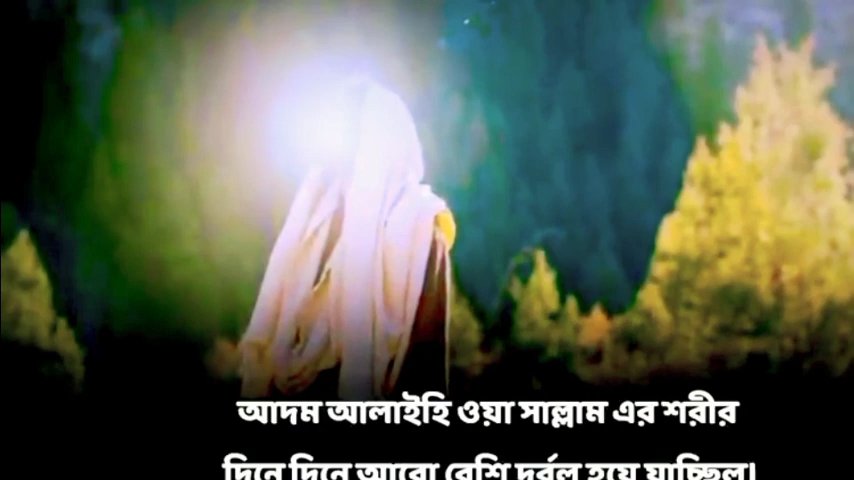 আদম আলাইহি ওয়া সাল্লাম এর শরীর
দিনে দিনে আরো বেশি দুর্বল হয়ে যাচ্ছিল।